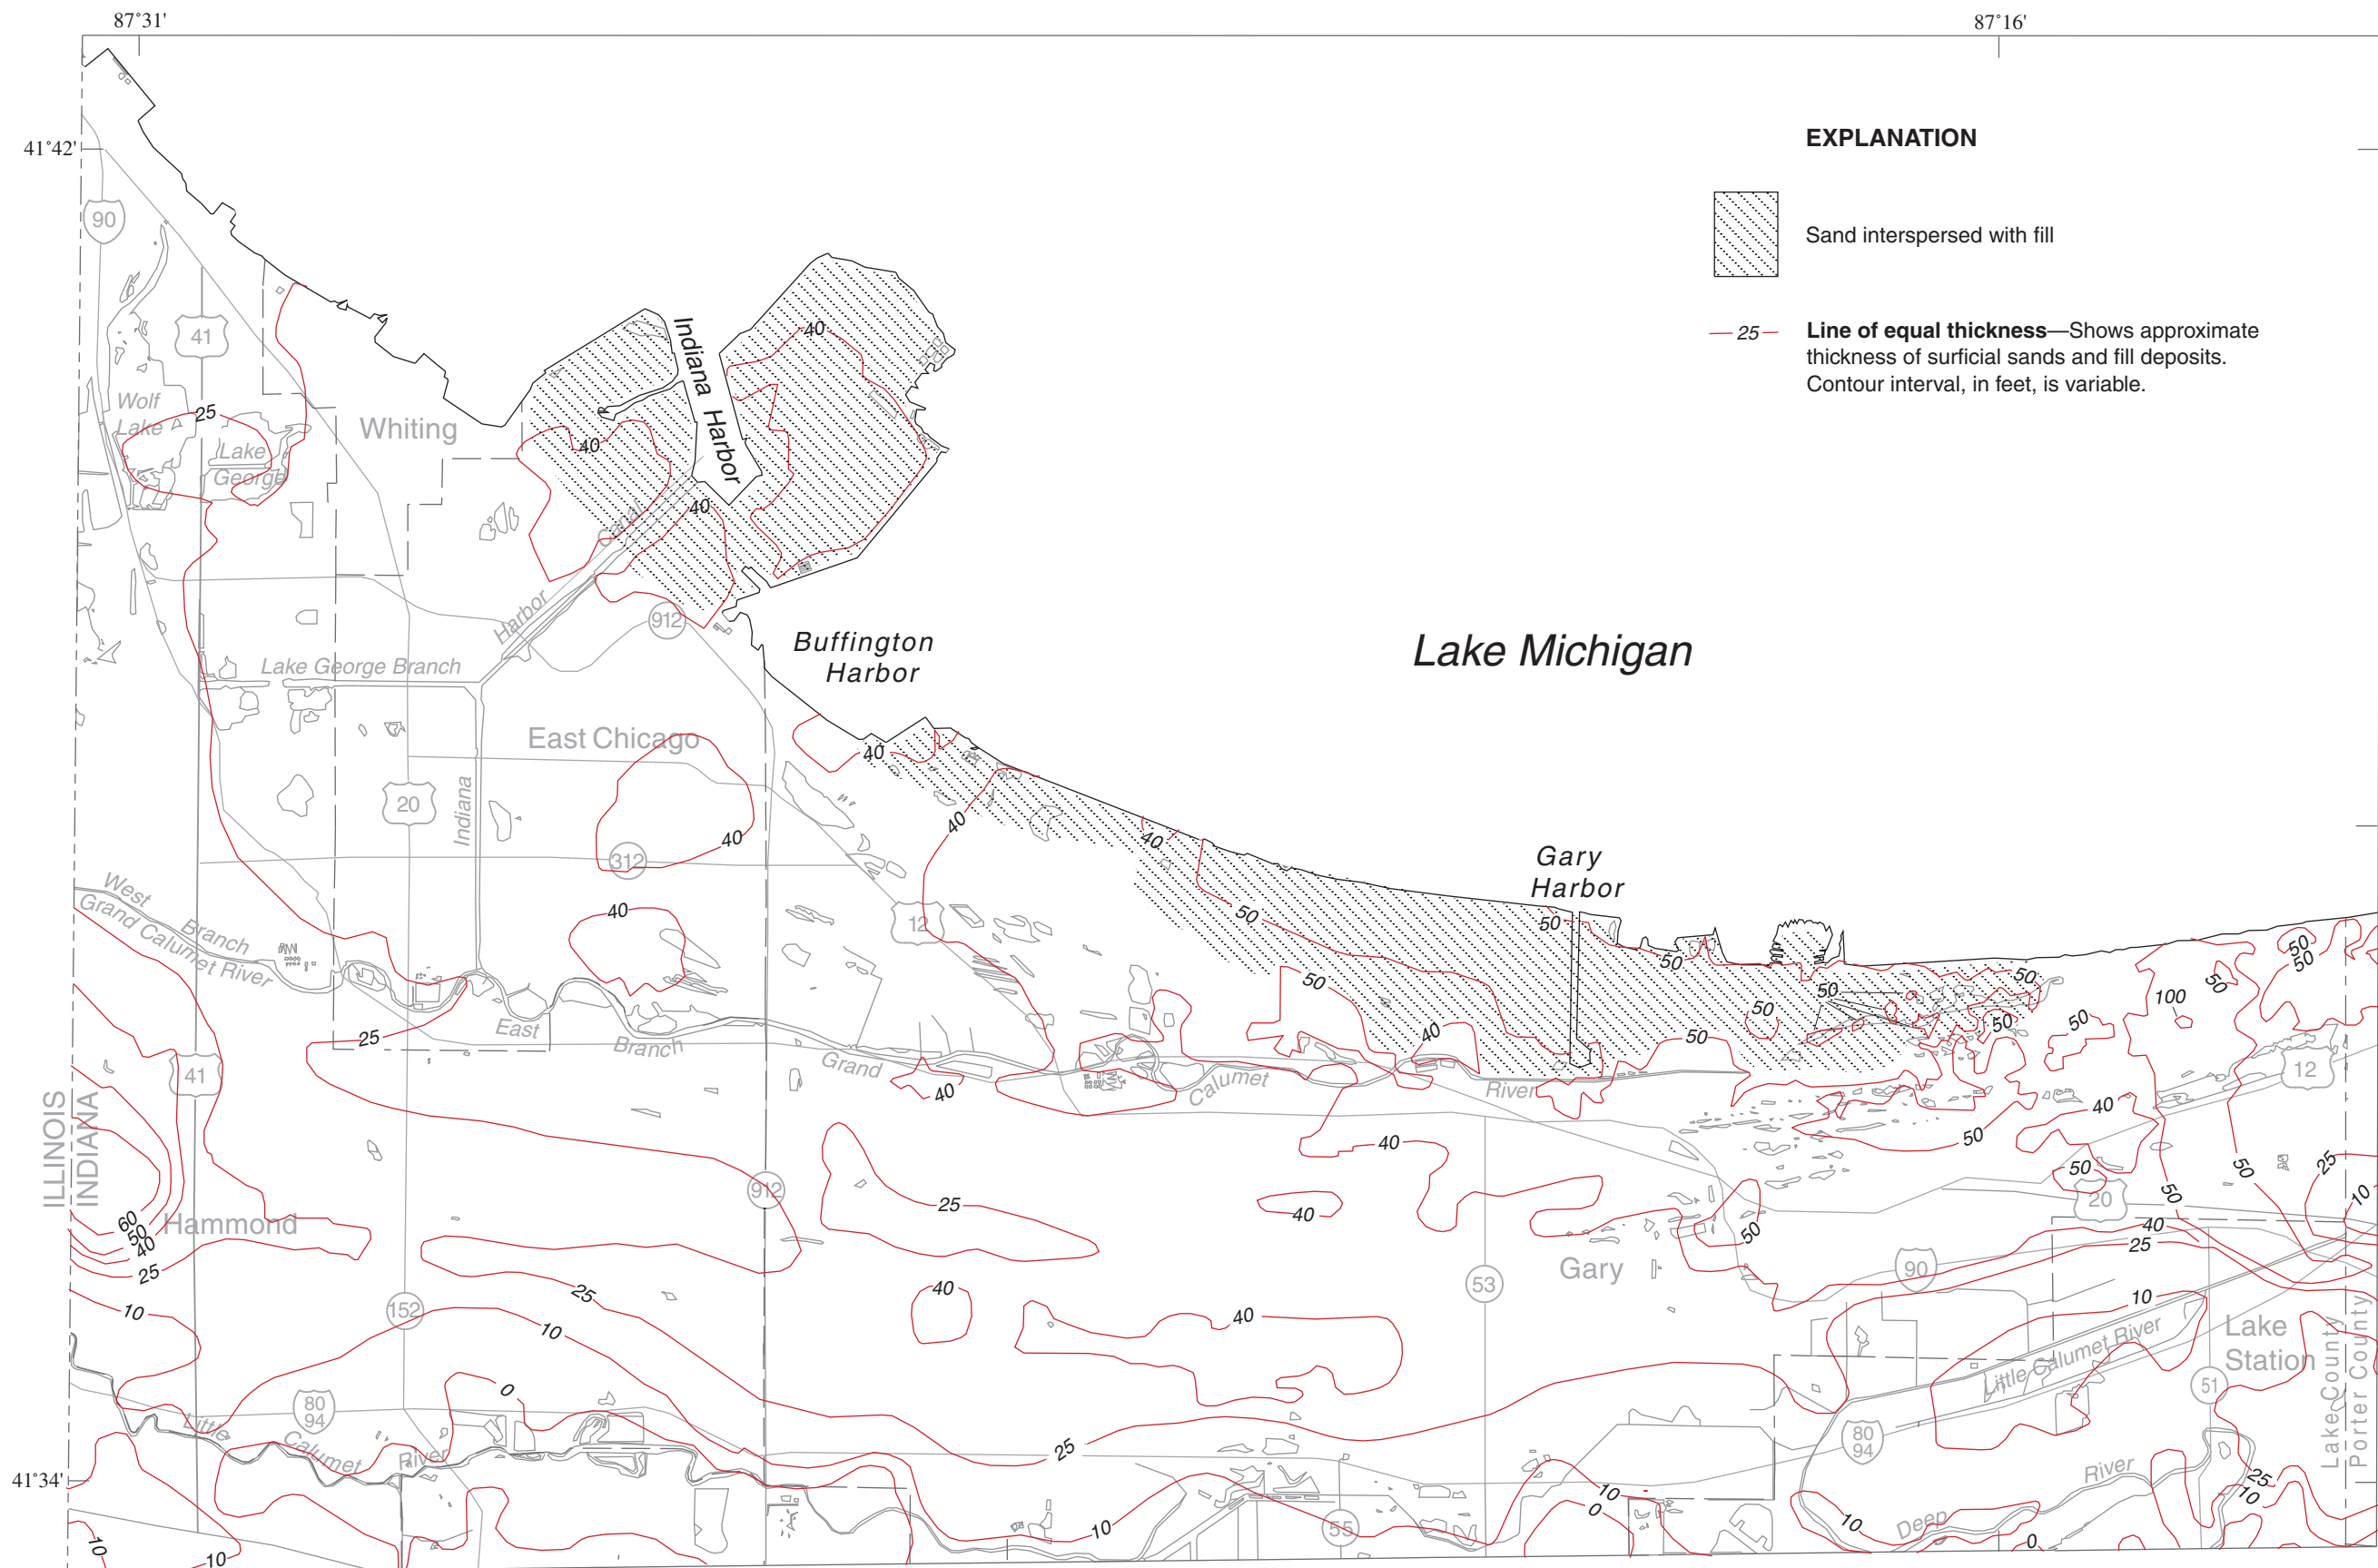 87°31'
87°16'
41°42'
EXPLANATION
Sand interspersed with fill
25
Line of equal thickness—Shows approximate
thickness of surficial sands and fill deposits.
Contour interval, in feet, is variable.
90
41
Wolf
Lake
25
Lake
George
Whiting
Indiana Harbor
40
40
40
Canal
Harbor
912
Lake George Branch
Buffington
Harbor
Lake Michigan
East Chicago
40
20
Indiana
40
40
40
312
Gary
Harbor
West
Branch
Grand Calumet River
40
12
50
50
50
50
50
50
50
50
100
50
50
50
50
50
50
40
East
Branch
25
Grand
Calumet
River
40
41
12
40
50
40
50
20
50
50
25
10
ILLINOIS
INDIANA
Hammond
60
50
40
25
912
25
40
50
40
25
Gary
90
53
10
152
25
10
40
40
10
Lake
Station
Little Calumet River
51
Lake County
Porter County
0
80
94
Little
Calumet
River
25
80
94
41°34'
10
10
10
55
10
0
10
Deep
River
0
25
10